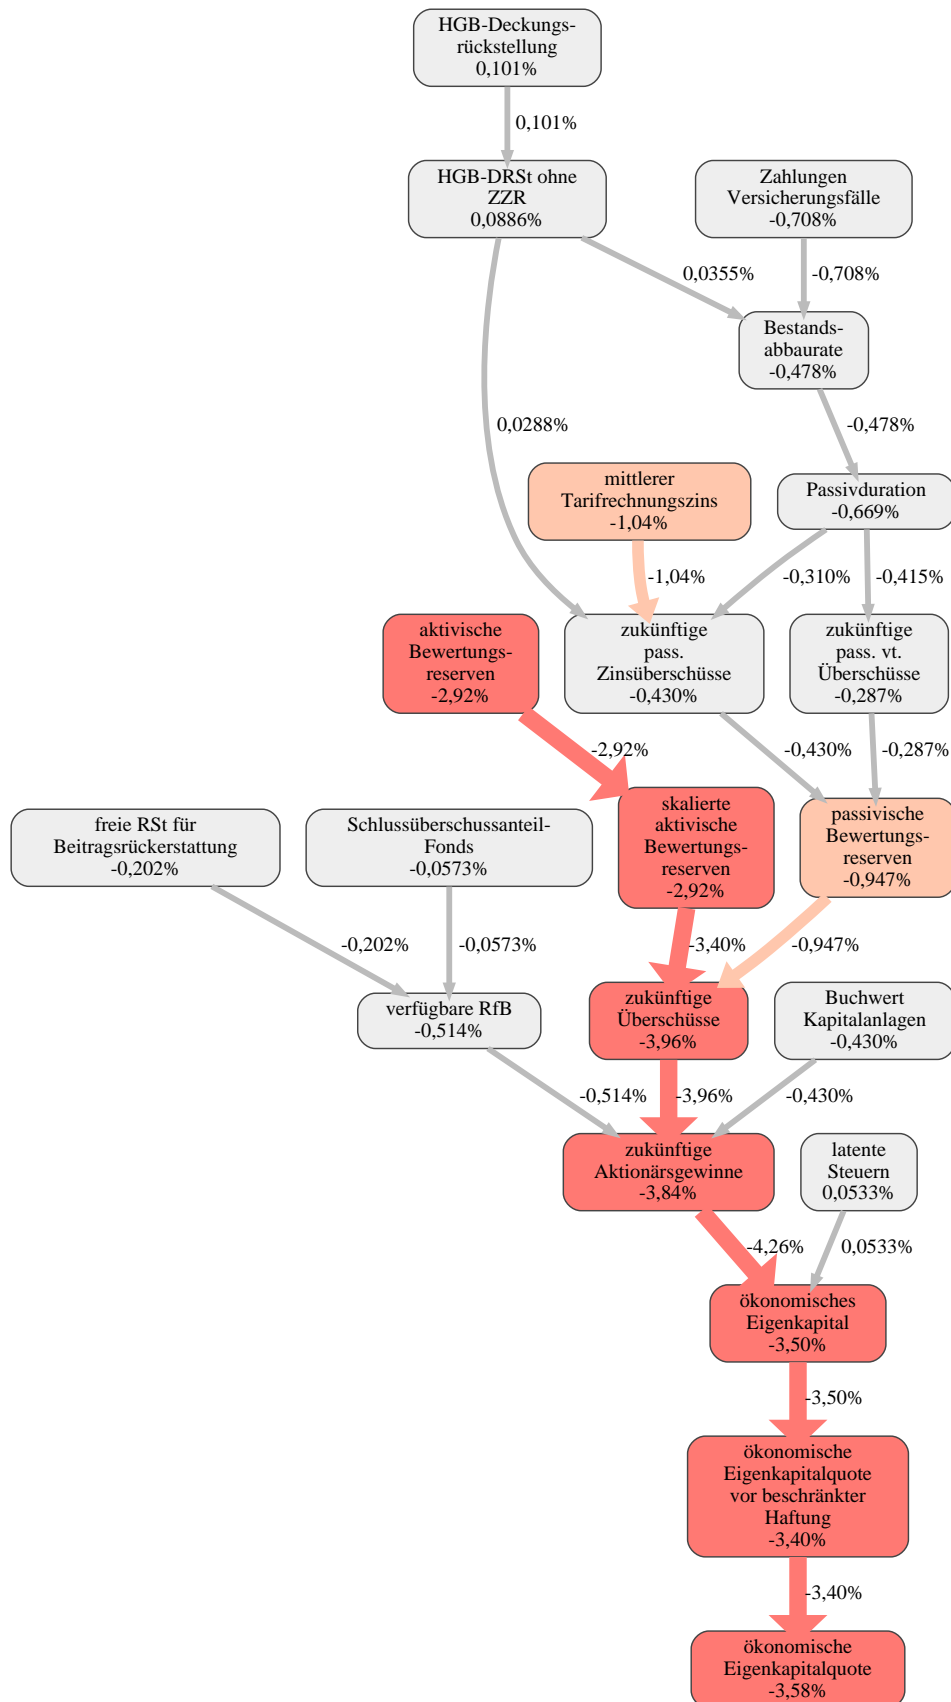 HGB-Deckungs-
rückstellung
0,101%
0,101%
HGB-DRSt ohne
ZZR
0,0886%
Zahlungen
Versicherungsfälle
-0,708%
0,0355%
-0,708%
Bestands-
abbaurate
-0,478%
0,0288%
-0,478%
mittlerer
Tarifrechnungszins
-1,04%
Passivduration
-0,669%
-1,04%
-0,310%
-0,415%
aktivische
Bewertungs-
reserven
-2,92%
zukünftige
pass.
Zinsüberschüsse
-0,430%
zukünftige
pass. vt.
Überschüsse
-0,287%
-2,92%
-0,430%
-0,287%
freie RSt für
Beitragsrückerstattung
-0,202%
Schlussüberschussanteil-
Fonds
-0,0573%
skalierte
aktivische
Bewertungs-
reserven
-2,92%
passivische
Bewertungs-
reserven
-0,947%
-0,202%
-0,0573%
-3,40%
-0,947%
verfügbare RfB
-0,514%
zukünftige
Überschüsse
-3,96%
Buchwert
Kapitalanlagen
-0,430%
-0,514%
-3,96%
-0,430%
zukünftige
Aktionärsgewinne
-3,84%
latente
Steuern
0,0533%
-4,26%
0,0533%
ökonomisches
Eigenkapital
-3,50%
-3,50%
ökonomische
Eigenkapitalquote
vor beschränkter
Haftung
-3,40%
-3,40%
ökonomische
Eigenkapitalquote
-3,58%